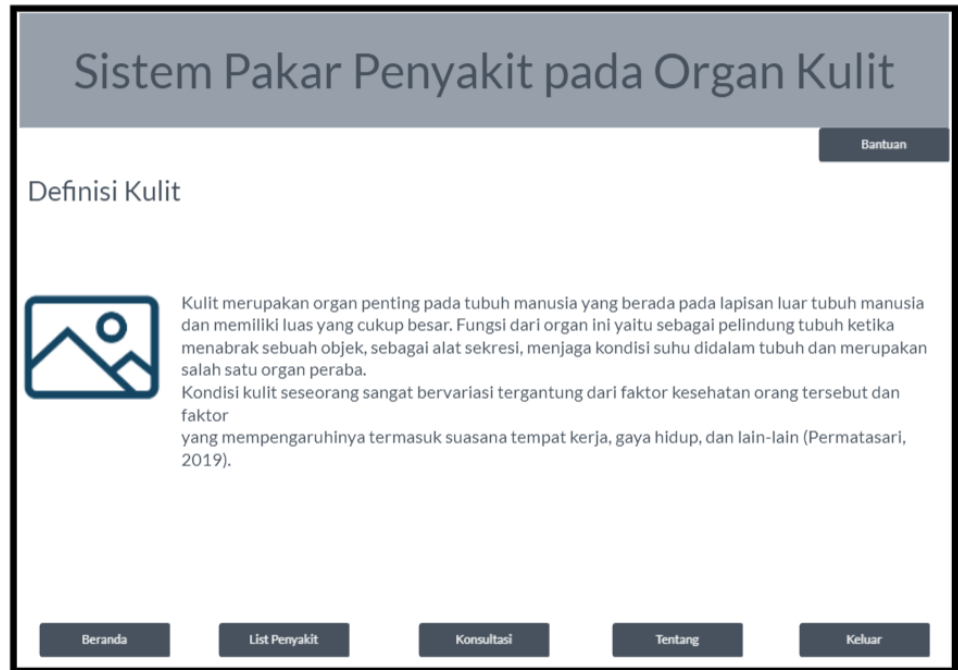 Sistem Pakar Penyakit pada Organ Kulit
Bantuan
Definisi Kulit
Kulit merupakan organ penting pada tubuh manusia yang berada pada lapisan luar tubuh manusia
dan memiliki luas yang cukup besar. Fungsi dari organ ini yaitu sebagai pelindung tubuh ketika
menabrak sebuah objek, sebagai alat sekresi, menjaga kondisi suhu didalam tubuh dan merupakan
salah satu organ peraba.
Kondisi kulit seseorang sangat bervariasi tergantung dari faktor kesehatan orang tersebut dan
faktor
yang mempengaruhinya termasuk suasana tempat kerja, gaya hidup, dan lain-lain (Permatasari,
2019).
Beranda List Penyakit Konsultasi Tentang Keluar